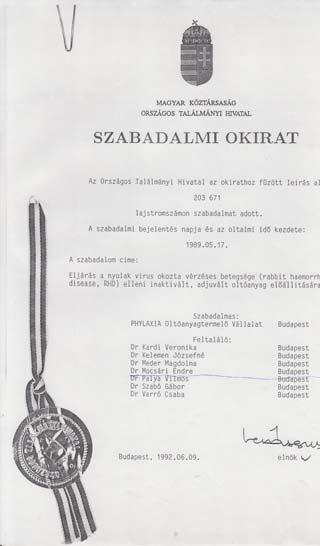 MAGYAR KÖZTÁRSASÁG
ORSZÁGOS TALÁLMÁNYI HIVATAL
SZABADALMI OKIRAT
Az Országos Találmányi Hivatal az okirathoz fűzött leírás al
203 671
lajstromszámon szabadalmat adott.
A szabadalmi bejelentés napja és az oltalmi idő kezdete:
1989.05.17.
A szabadalom címe:
Eljárás a nyulak virus okozta vérzéses betegsége (rabbit haemorrh
disease, RHD) elleni inaktivált, adjuvált oltóanyag előállitására
Szabadalmas:
PHYLAXIA Oltóanyagtermelő Vállalat Budapest
Feltaláló:
Dr Kardi Veronika Budapest
Dr Kelemen Józsefné Budapest
Dr Meder Magdolna Budapest
Dr Mocsári Endre Budapest
Dr Pálya Vilmos Budapest
Dr Szabó Gábor Budapest
Dr Varró Csaba Budapest
Budapest, 1992.06.09. elnök